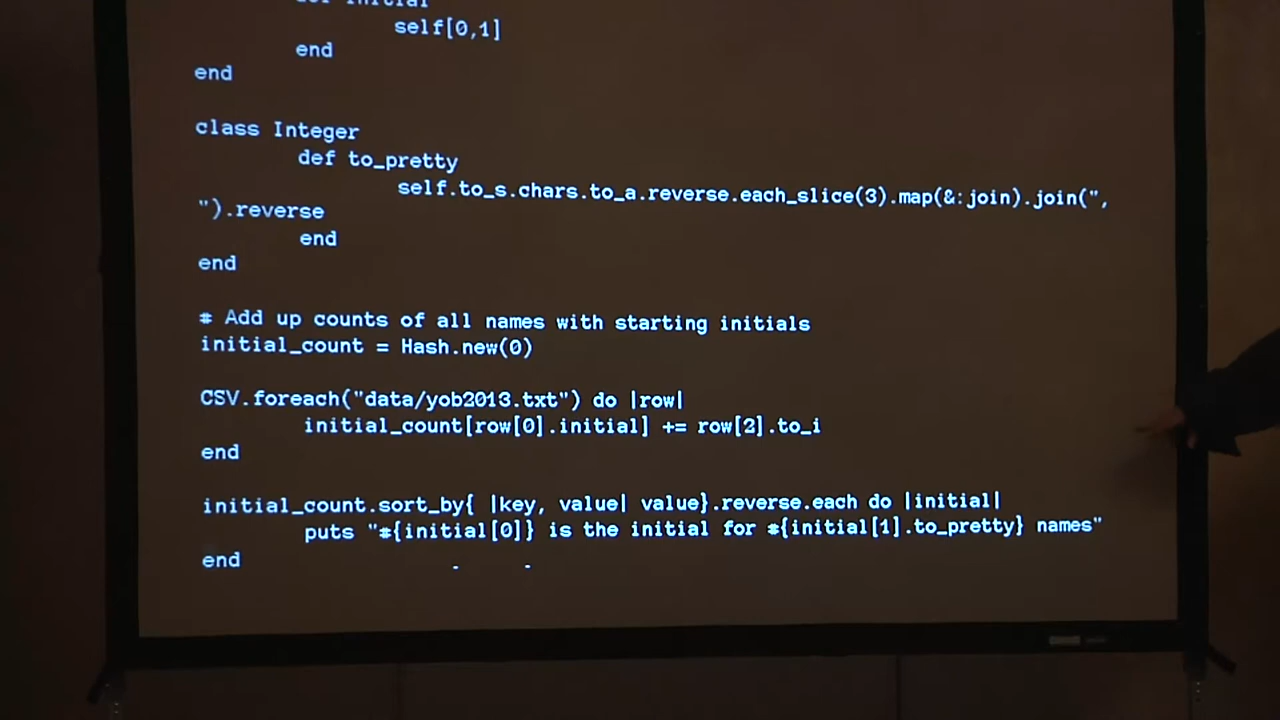 def initial
self[0,1]
end
end
class Integer
def to_pretty
self.to_s.chars.to_a.reverse.each_slice(3).map(&:join).join(",
").reverse
end
end
# Add up counts of all names with starting initials
initial_count = Hash.new(0)
CSV.foreach("data/yob2013.txt") do |row|
initial_count[row[0].initial] += row[2].to_i
end
initial_count.sort_by{ |key, value| value}.reverse.each do |initial|
puts "#{initial[0]} is the initial for #{initial[1].to_pretty} names"
end